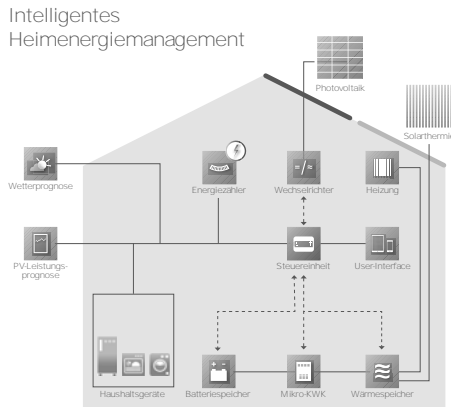 Intelligentes
Heimenergiemanagement
Photovoltaik
Solarthermie
Wetterprognose
Energiezähler
Wechselrichter
Heizung
PV-Leistungs-
prognose
Steuereinheit
User-Interface
Haushaltsgeräte
Batteriespeicher
Mikro-KWK
Wärmespeicher